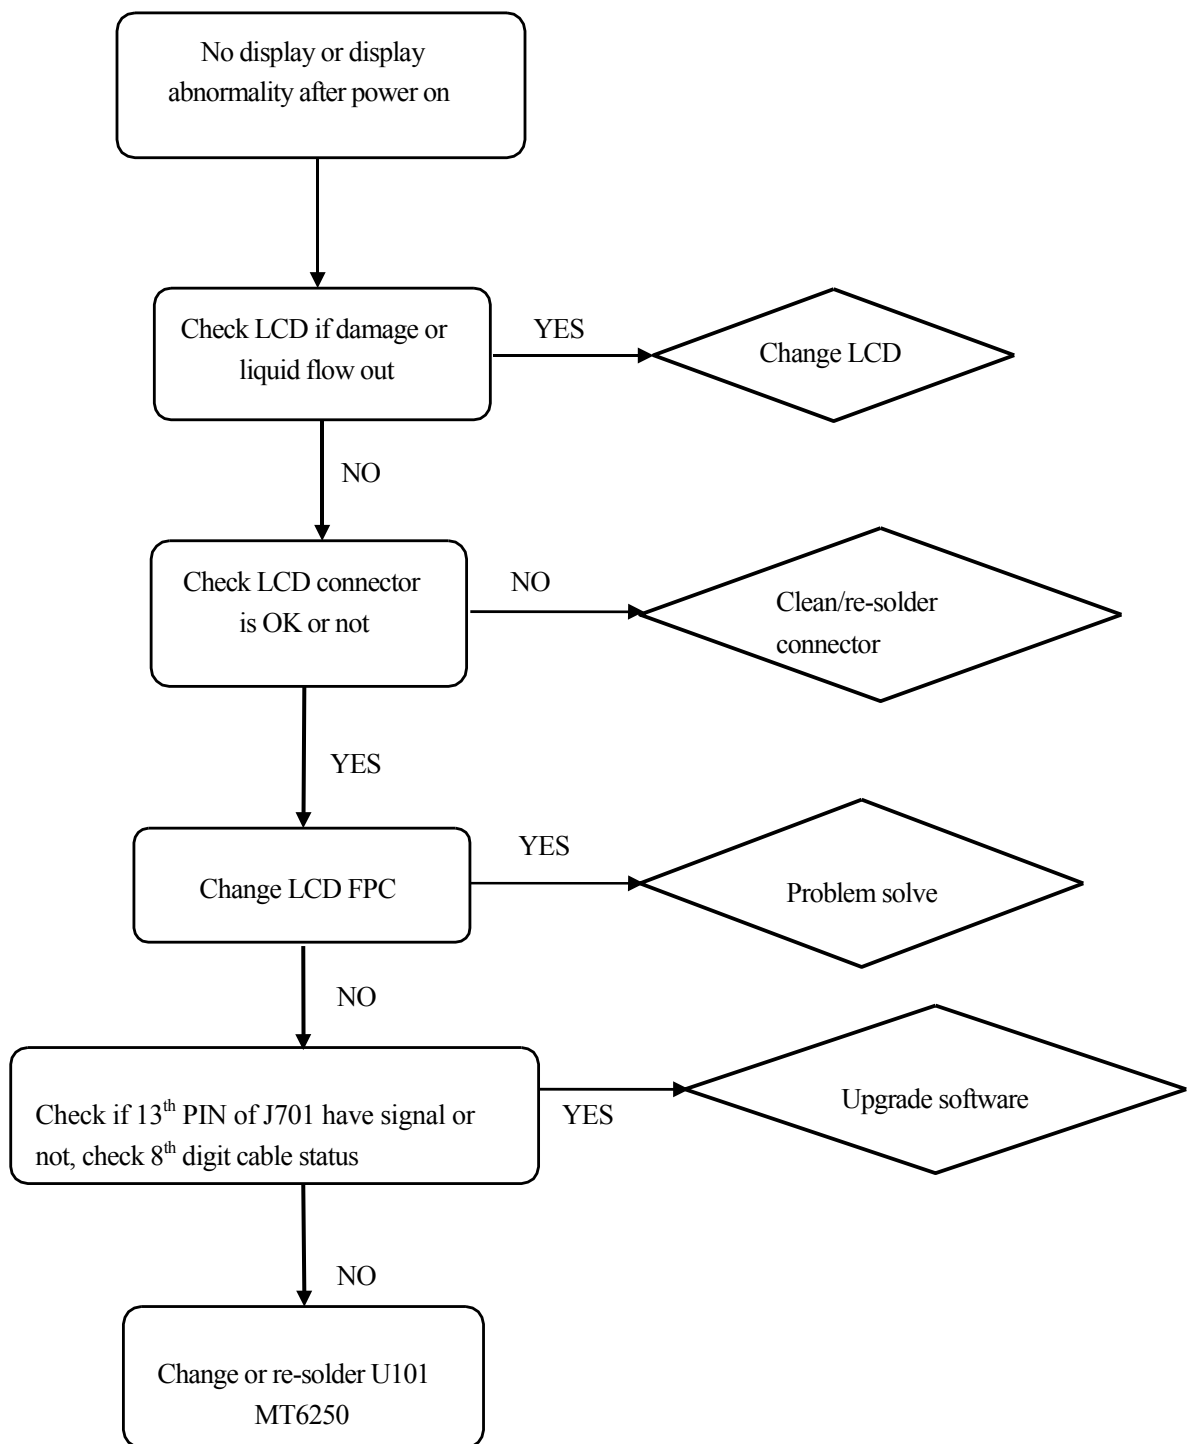 No display or display
abnormality after power on
Check LCD if damage or
liquid flow out
YES
Change LCD
NO
Check LCD connector
is OK or not
NO
Clean/re-solder
connector
YES
Change LCD FPC
YES
Problem solve
NO
Check if 13th PIN of J701 have signal or
not, check 8th digit cable status
YES
Upgrade software
NO
Change or re-solder U101
MT6250